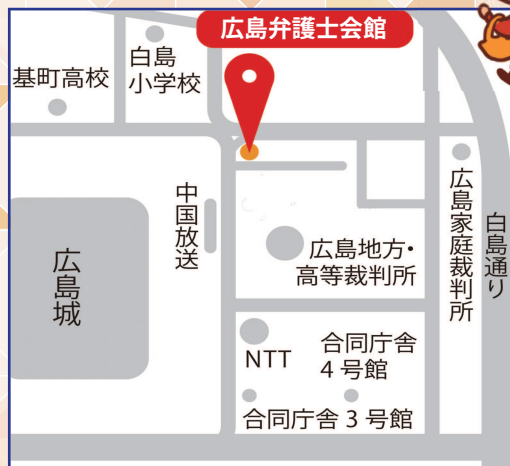 広島弁護士会館
白島
小学校
基町高校
中国放送
広島城
広島地方・
高等裁判所
広島家庭裁判所
白島通り
NTT
合同庁舎
4号館
合同庁舎3号館